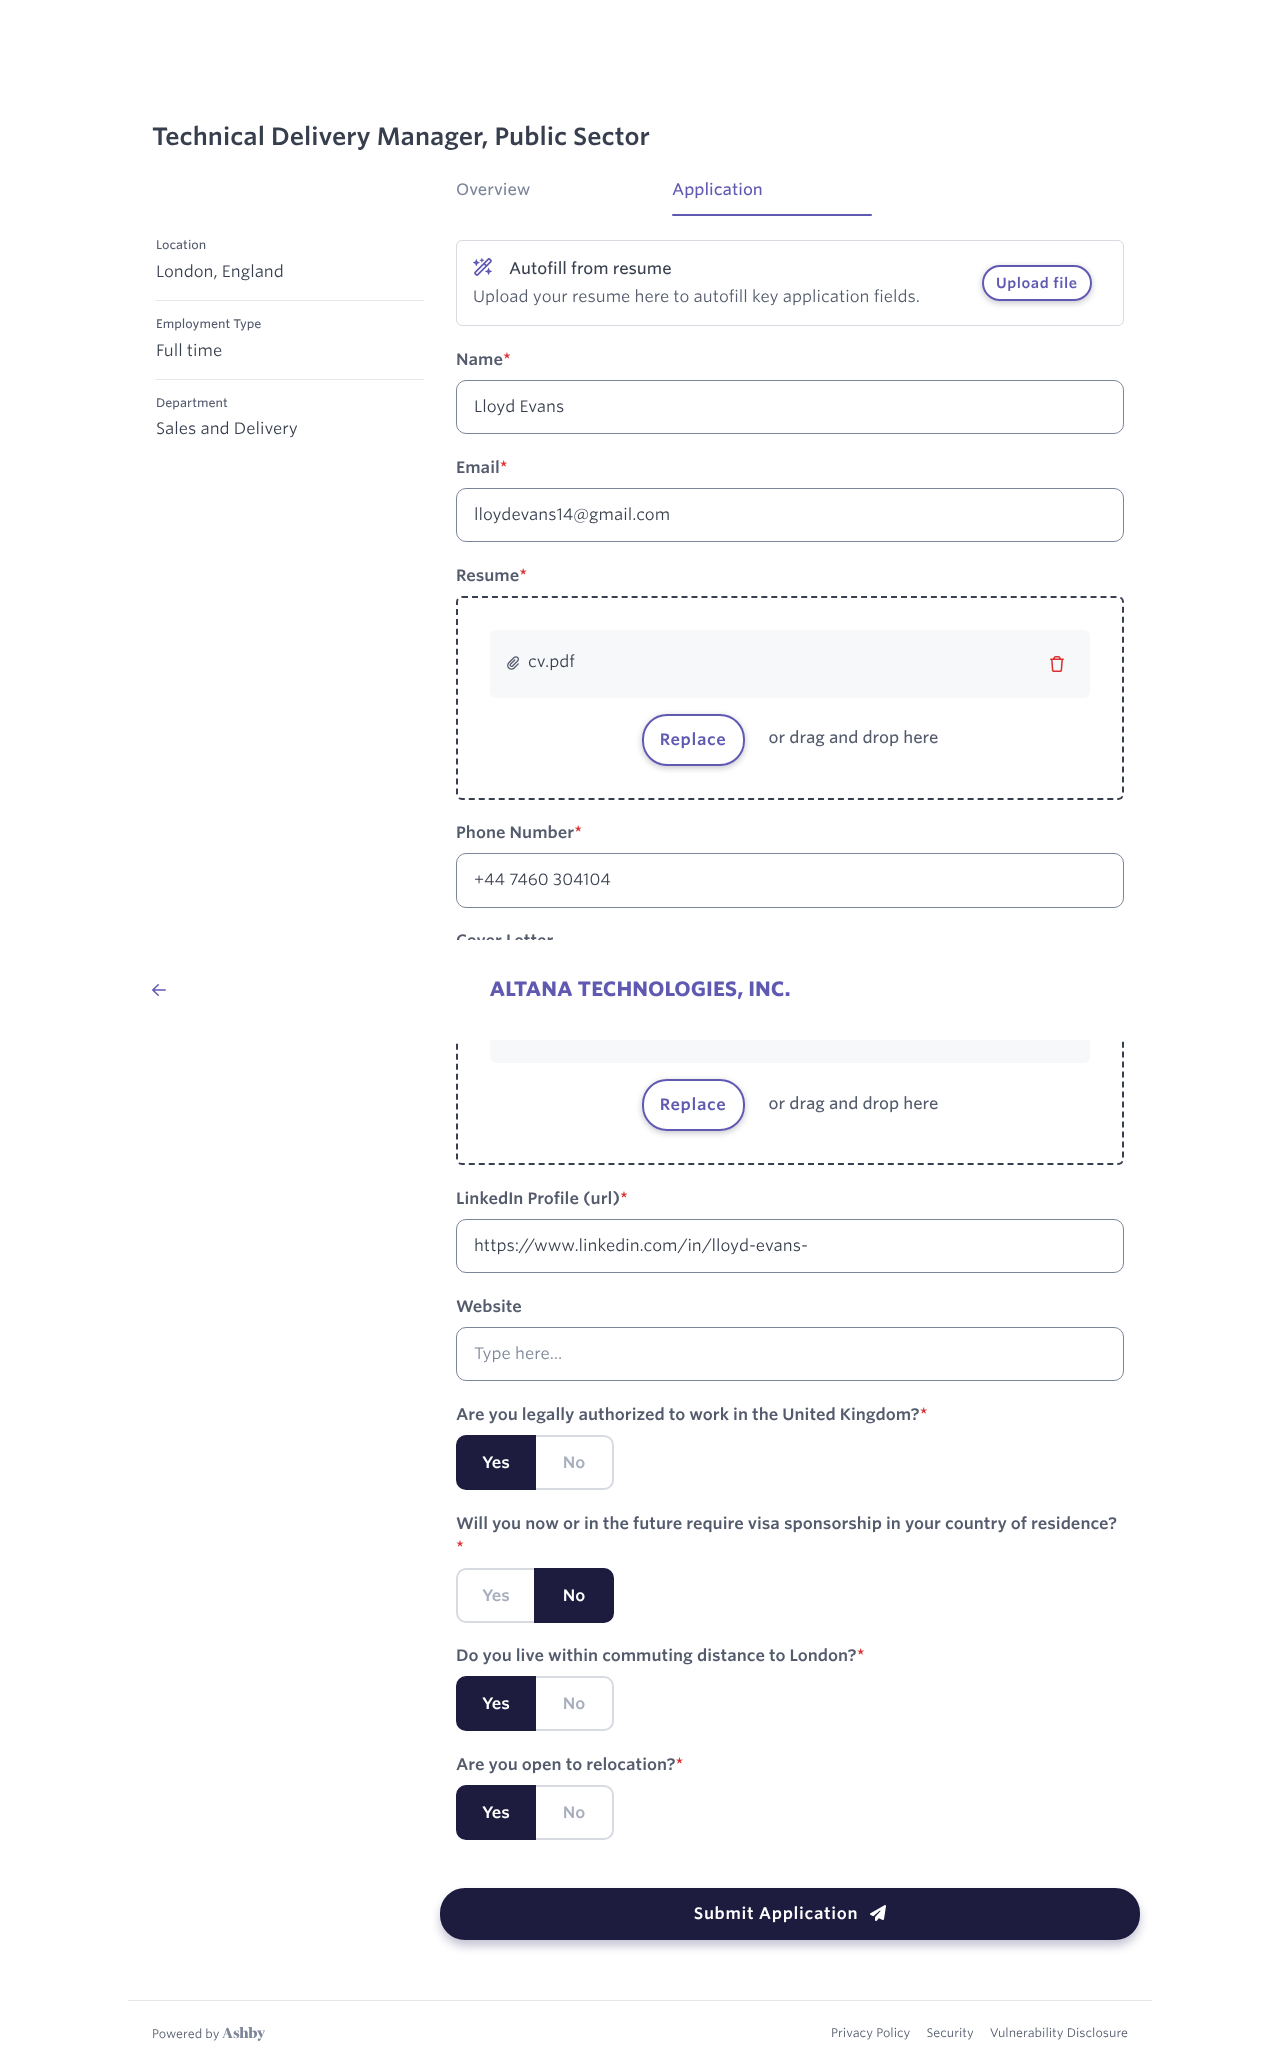 Technical Delivery Manager, Public Sector
Overview
Application
Location
London, England
Employment Type
Full time
Department
Sales and Delivery
Autofill from resume
Upload your resume here to autofill key application fields.
Upload file
Name*
Lloyd Evans
Email*
lloydevans14@gmail.com
Resume*
cv.pdf
Replace or drag and drop here
Phone Number*
+44 7460 304104
Cover Letter
ALTANA TECHNOLOGIES, INC.
Replace or drag and drop here
LinkedIn Profile (url)*
https://www.linkedin.com/in/lloyd-evans-
Website
Type here...
Are you legally authorized to work in the United Kingdom?*
Yes No
Will you now or in the future require visa sponsorship in your country of residence?
*
Yes No
Do you live within commuting distance to London?*
Yes No
Are you open to relocation?*
Yes No
Submit Application
Powered by Ashby
Privacy Policy Security Vulnerability Disclosure